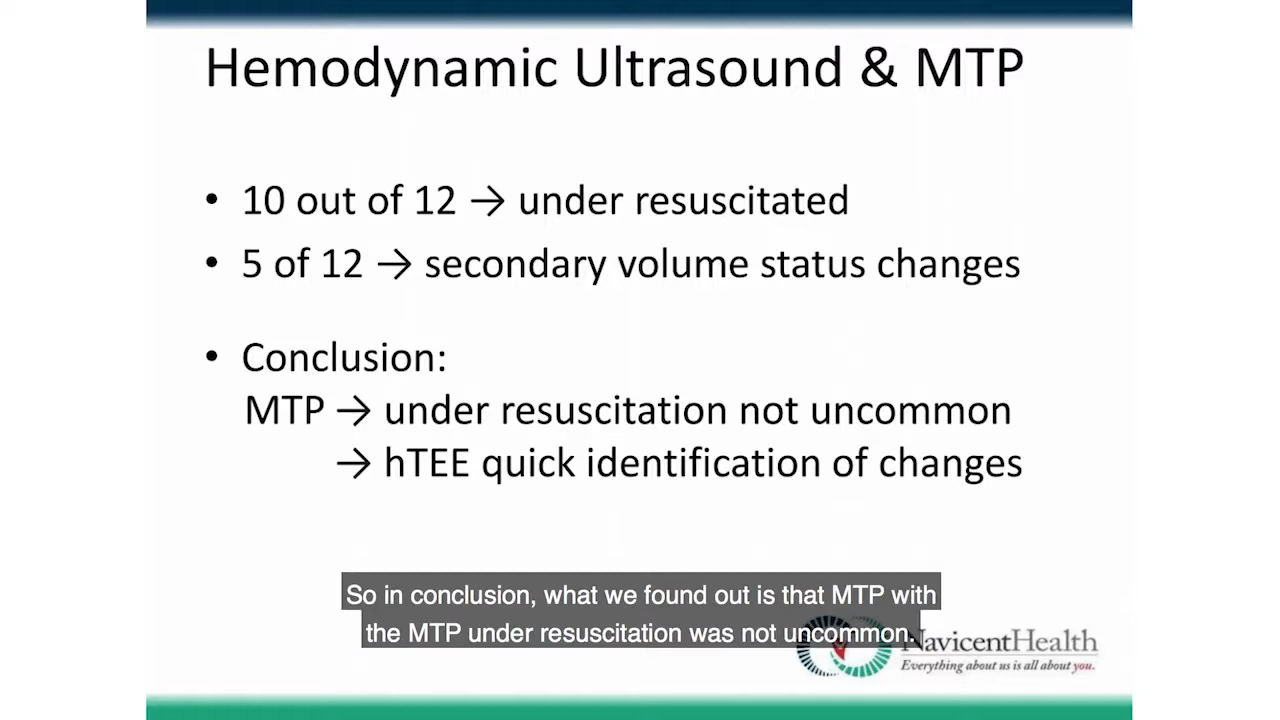 Hemodynamic Ultrasound & MTP
• 10 out of 12 → under resuscitated
• 5 of 12 → secondary volume status changes
• Conclusion:
MTP → under resuscitation not uncommon
→ hTEE quick identification of changes
So in conclusion, what we found out is that MTP with
the MTP under resuscitation was not uncommon.
NavicentHealth
Everything about us is all about you.